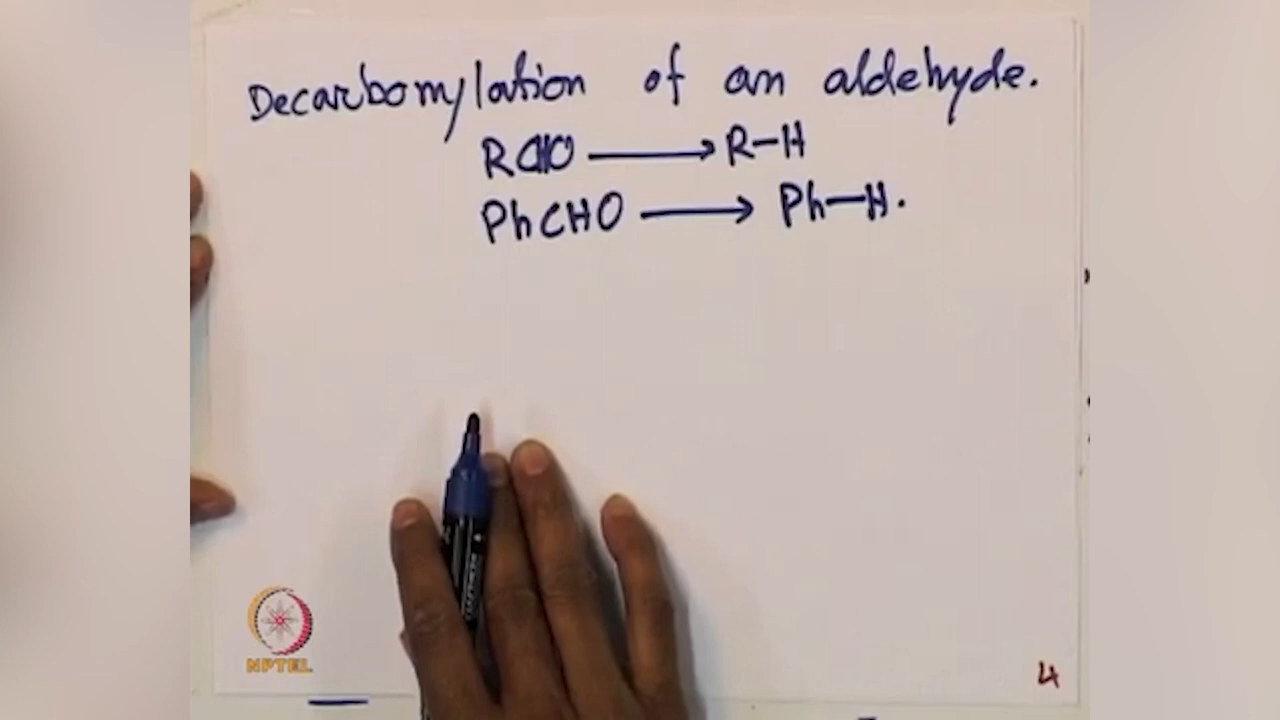 Decarbonylation of an aldehyde.
RCHO ⟶ R-H
PhCHO ⟶ Ph-H.
NPTEL
4